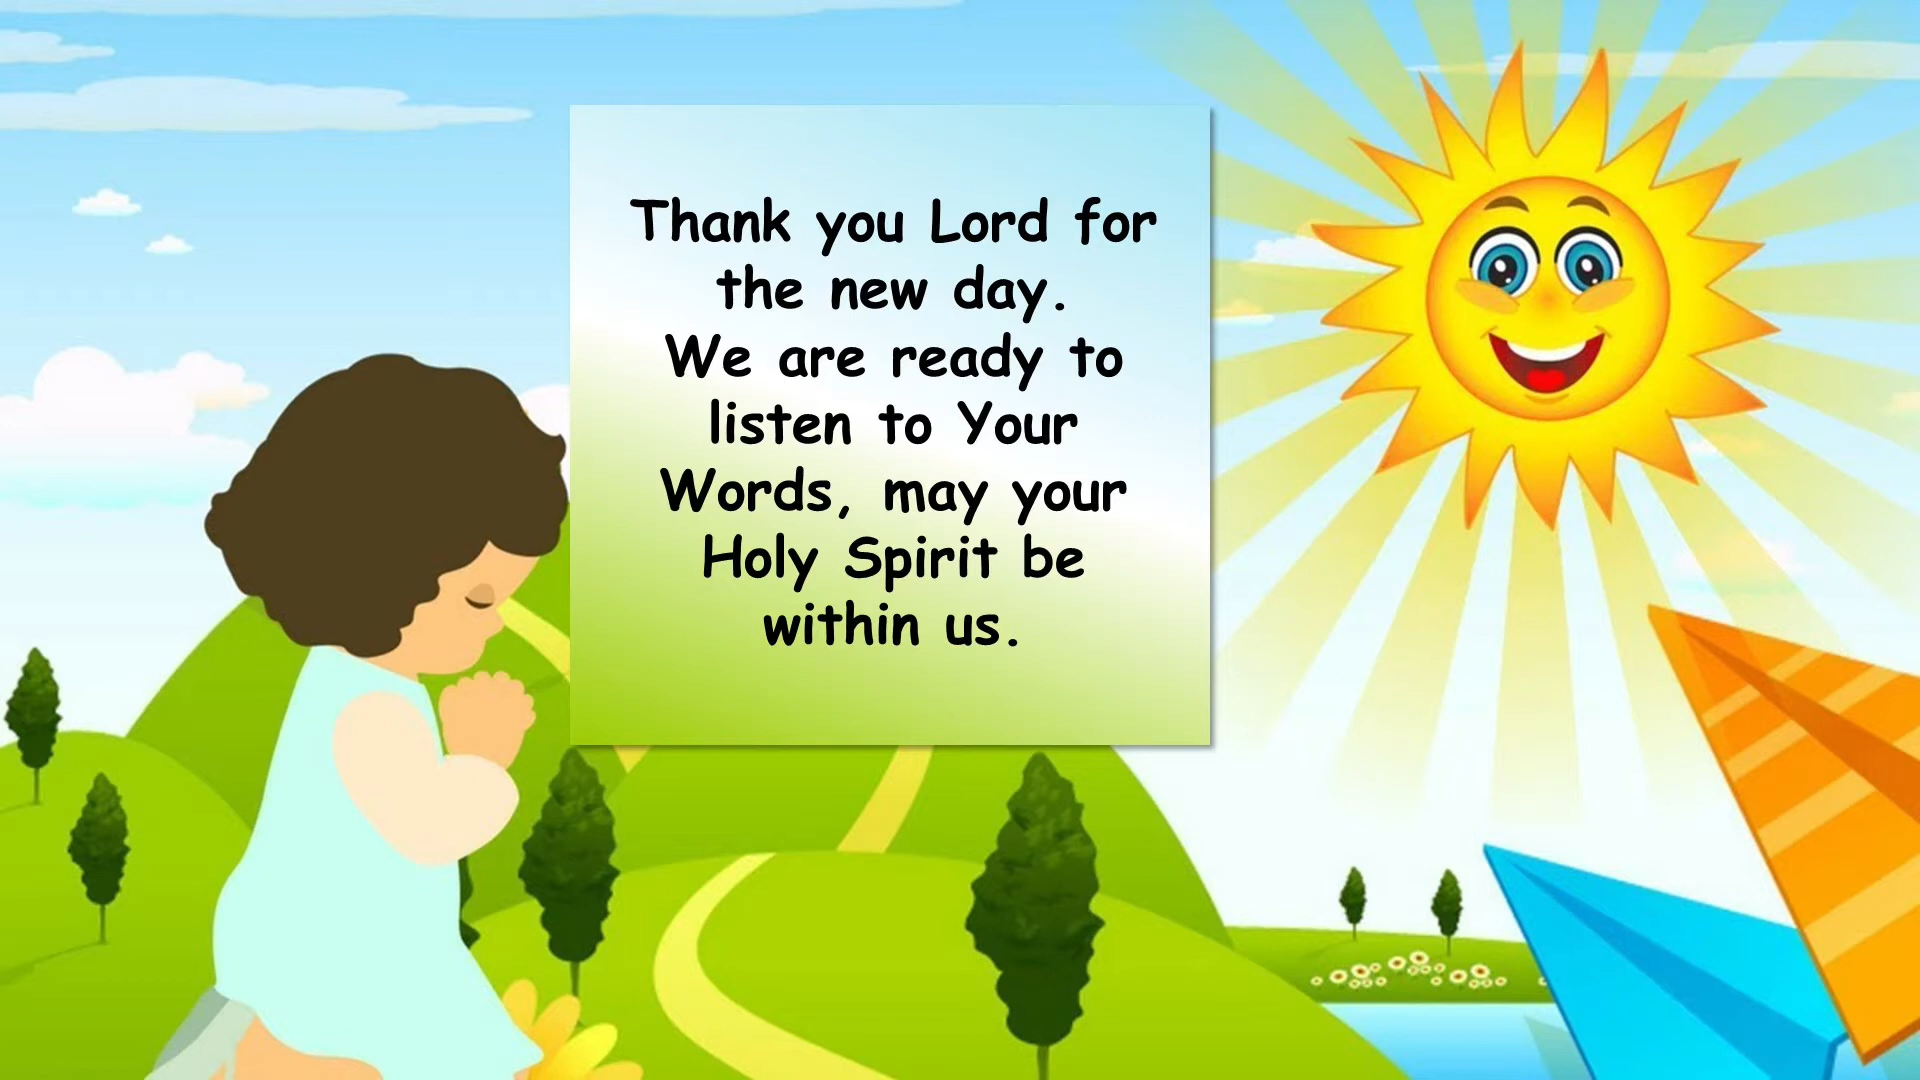 Thank you Lord for
the new day.
We are ready to
listen to Your
Words, may your
Holy Spirit be
within us.